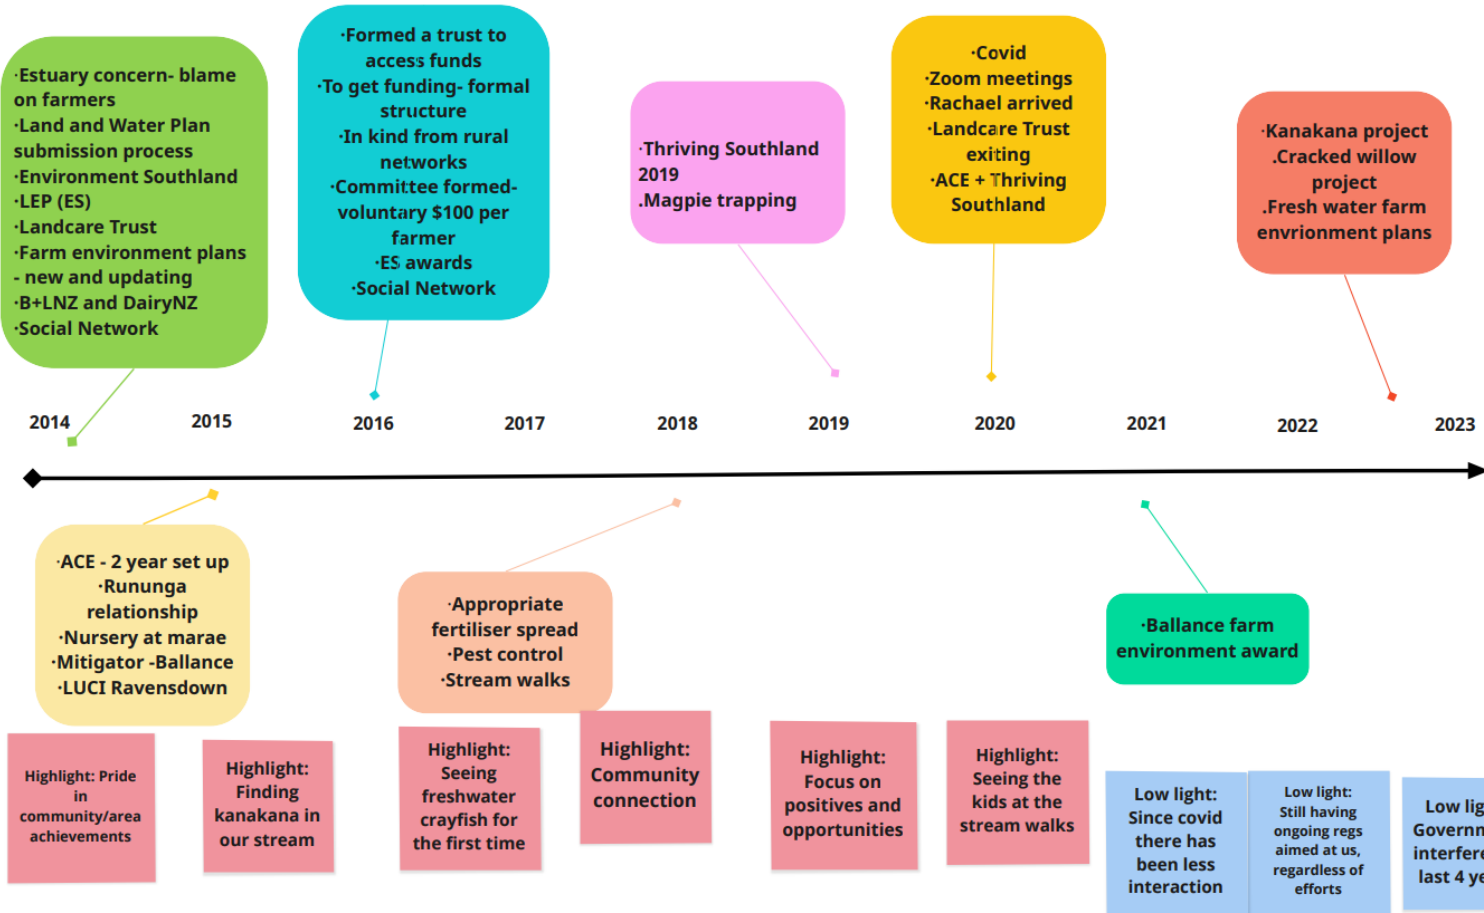 ·Estuary concern- blame
on farmers
·Land and Water Plan
submission process
·Environment Southland
·LEP (ES)
·Landcare Trust
·Farm environment plans
- new and updating
·B+LNZ and DairyNZ
·Social Network
·Formed a trust to
access funds
·To get funding- formal
structure
·In kind from rural
networks
·Committee formed-
voluntary $100 per
farmer
·ES awards
·Social Network
·Thriving Southland
2019
.Magpie trapping
·Covid
·Zoom meetings
·Rachael arrived
·Landcare Trust
exiting
·ACE + Thriving
Southland
·Kanakana project
.Cracked willow
project
.Fresh water farm
envrionment plans
2014
2015
2016
2017
2018
2019
2020
2021
2022
2023
·ACE - 2 year set up
·Rununga
relationship
·Nursery at marae
·Mitigator -Ballance
·LUCI Ravensdown
·Appropriate
fertiliser spread
·Pest control
·Stream walks
·Ballance farm
environment award
Highlight: Pride
in
community/area
achievements
Highlight:
Finding
kanakana in
our stream
Highlight:
Seeing
freshwater
crayfish for
the first time
Highlight:
Community
connection
Highlight:
Focus on
positives and
opportunities
Highlight:
Seeing the
kids at the
stream walks
Low light:
Since covid
there has
been less
interaction
Low light:
Still having
ongoing regs
aimed at us,
regardless of
efforts
Low
last 4